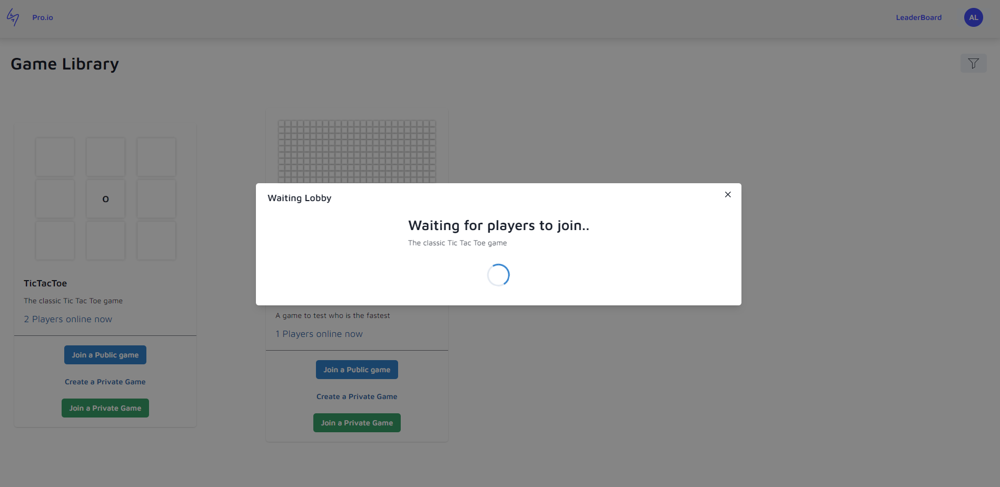 Pro.io
LeaderBoard
AL
Game Library
O
TicTacToe
The classic Tic Tac Toe game
2 Players online now
Join a Public game
Create a Private Game
Join a Private Game
Waiting Lobby
Waiting for players to join..
The classic Tic Tac Toe game
A game to test who is the fastest
1 Players online now
Join a Public game
Create a Private Game
Join a Private Game